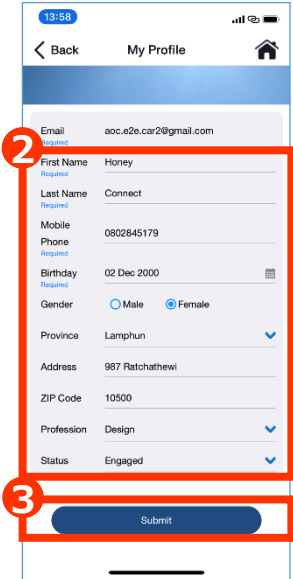 13:58
Back My Profile
Email aoc.e2e.car2@gmail.com
Required
2
First Name Honey
Required
Last Name Connect
Required
Mobile
Phone 0802845179
Required
Birthday 02 Dec 2000
Required
Gender Male Female
Province Lamphun
Address 987 Ratchathewi
ZIP Code 10500
Profession Design
Status Engaged
3
Submit